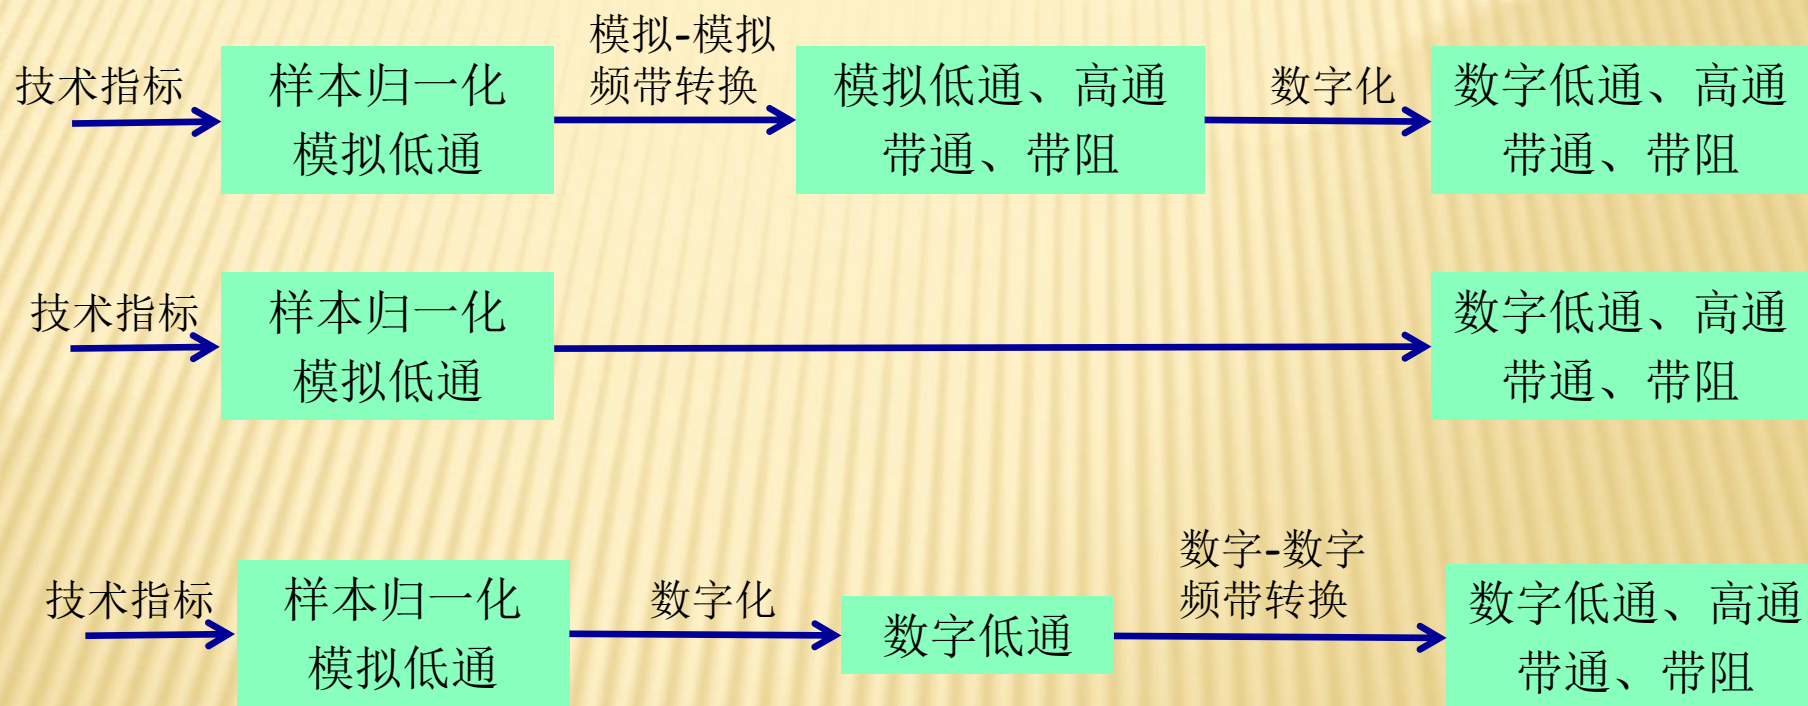 技术指标
样本归一化
模拟低通
模拟-模拟
频带转换
模拟低通、高通
带通、带阻
数字化
数字低通、高通
带通、带阻
技术指标
样本归一化
模拟低通
数字低通、高通
带通、带阻
技术指标
样本归一化
模拟低通
数字化
数字低通
数字-数字
频带转换
数字低通、高通
带通、带阻